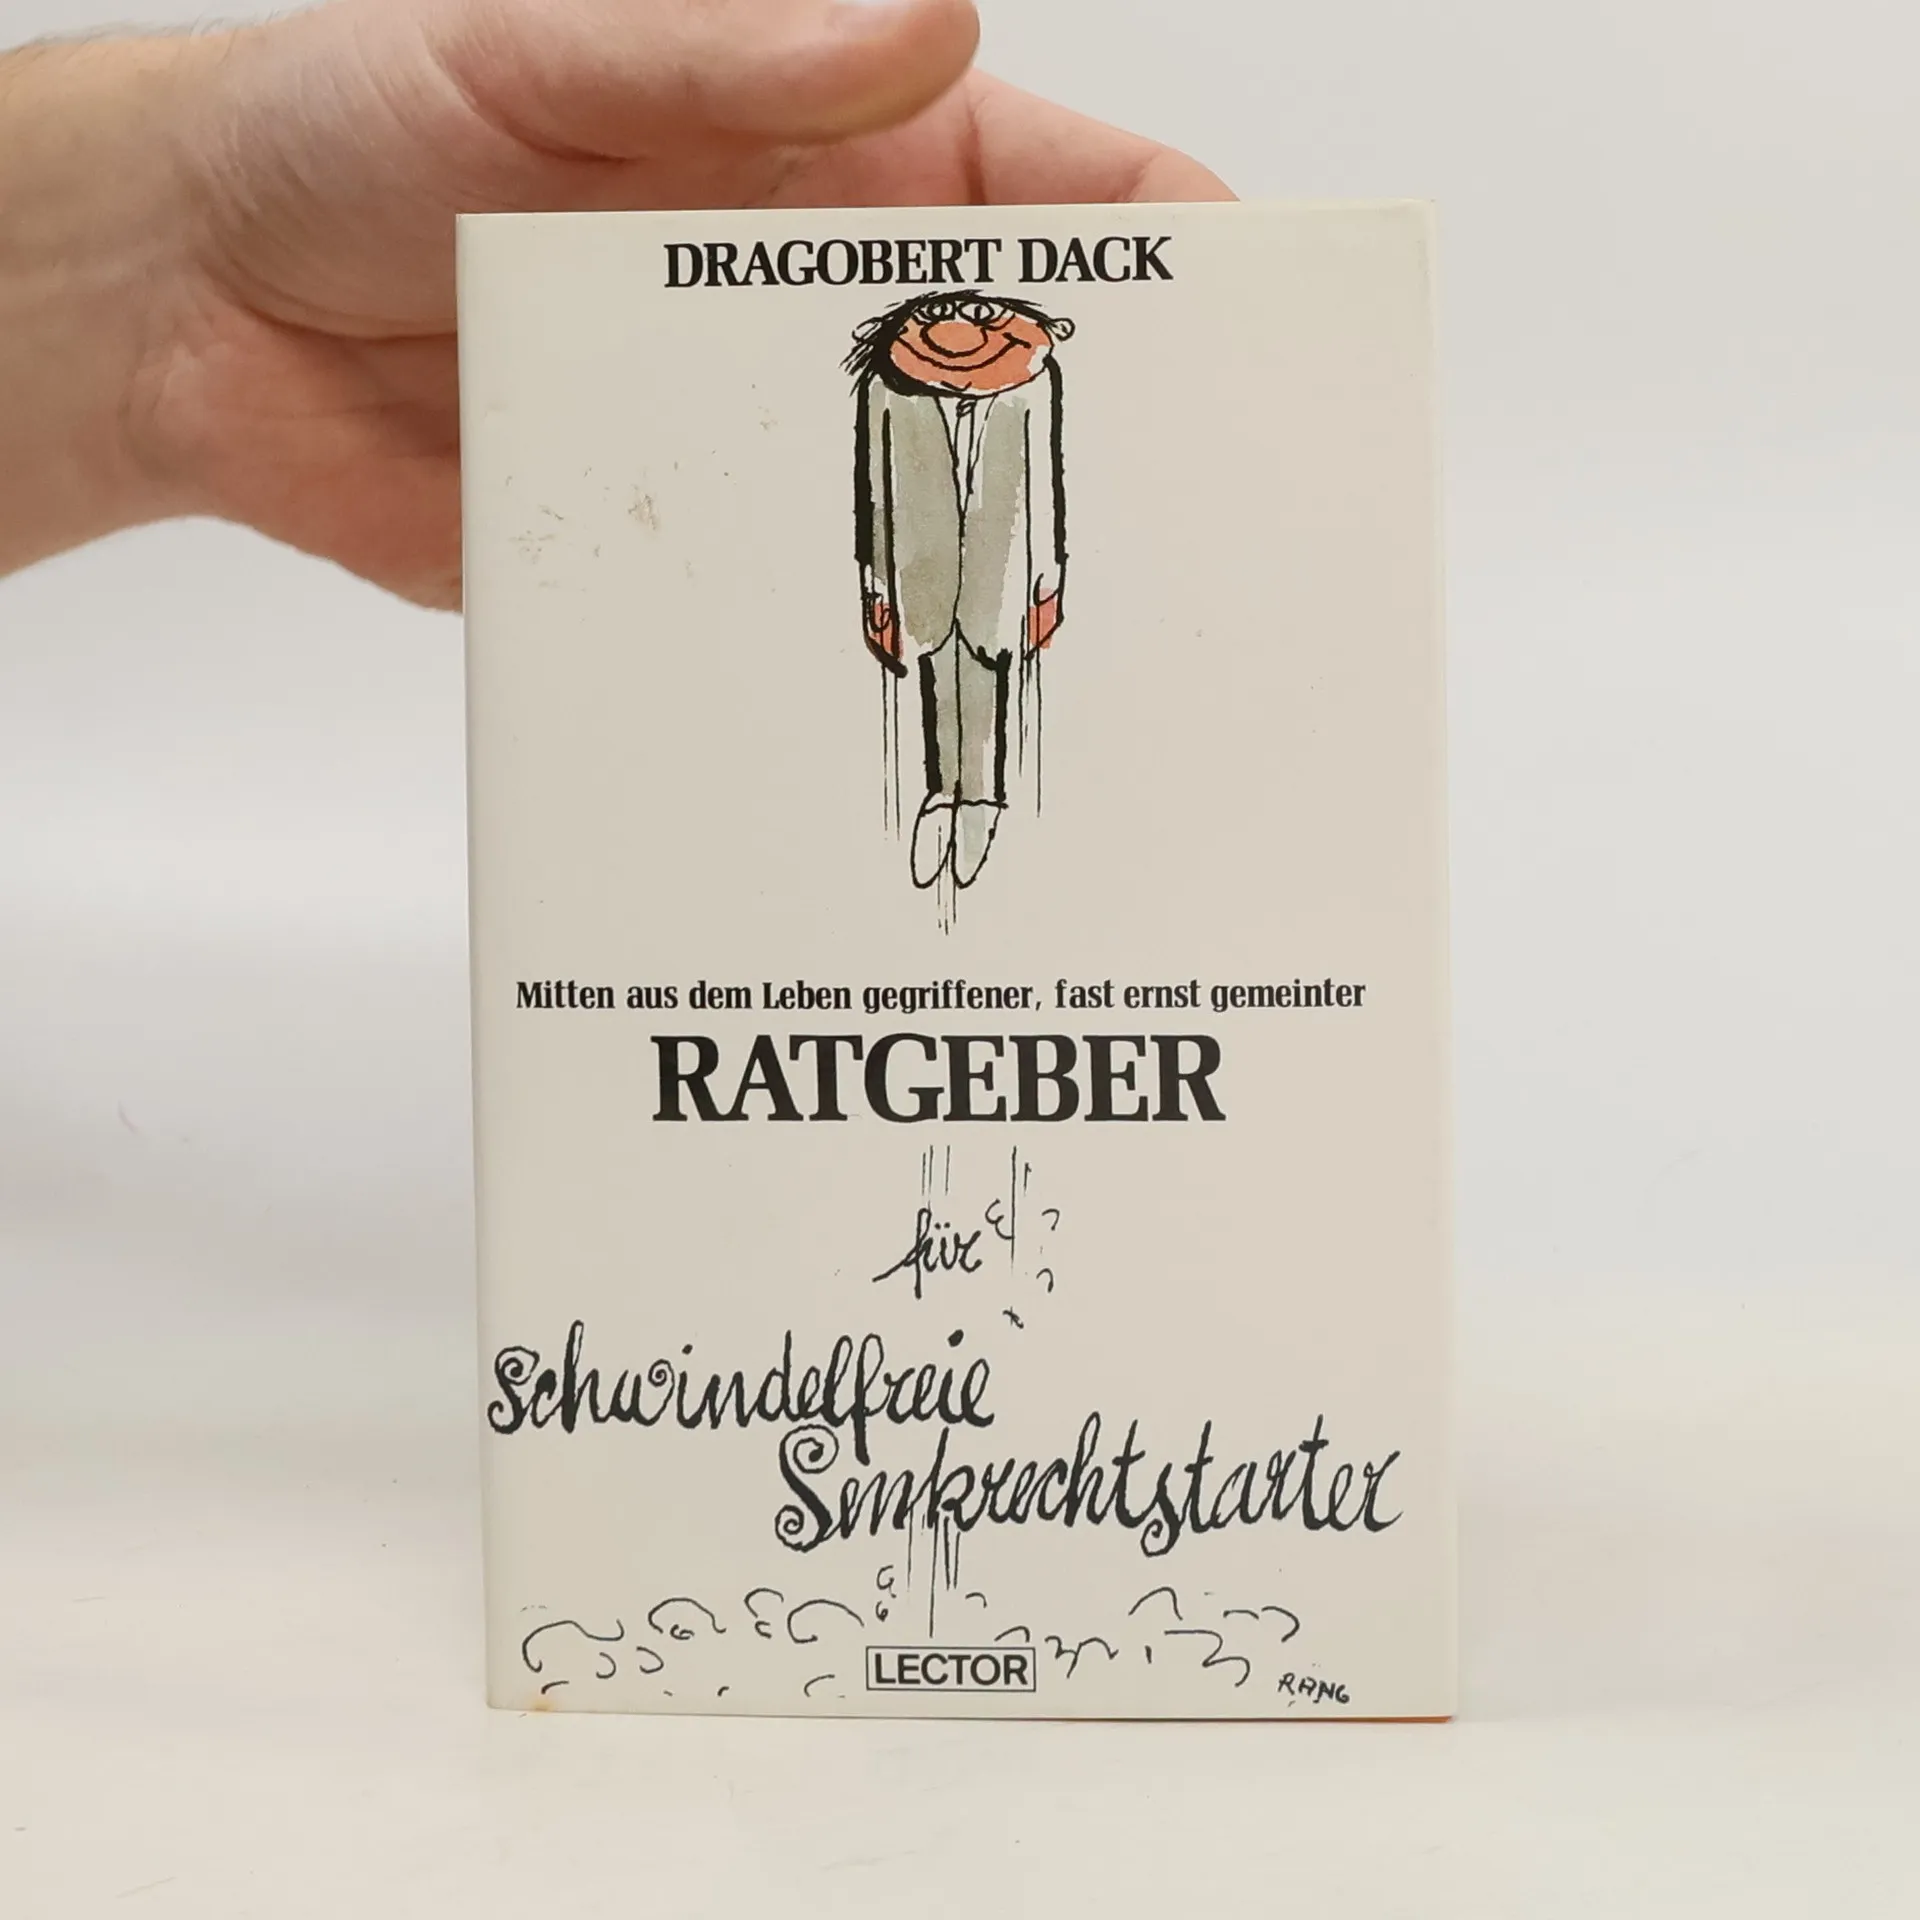 DRAGOBERT DACK
Mitten aus dem Leben gegriffener, fast ernst gemeinter
RATGEBER
für
Schwindelfreie
Senkrechtstarter
LECTOR
RANG